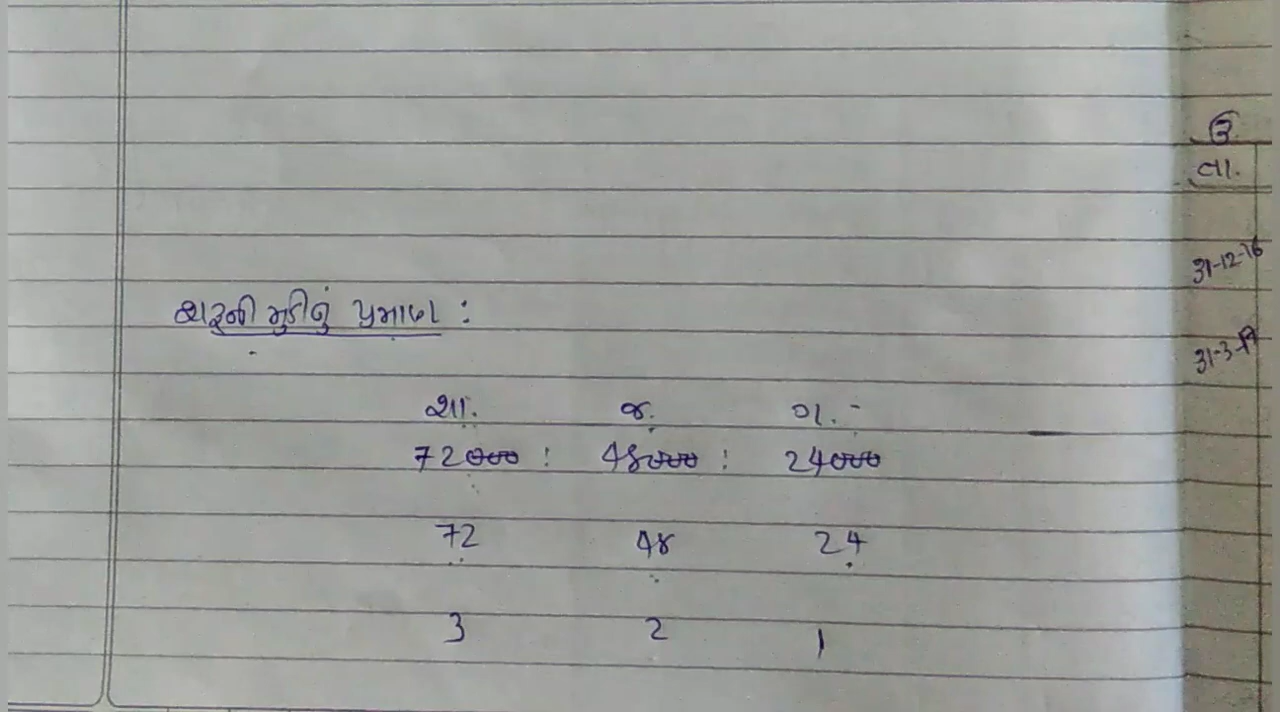 શરૂની મુડીનું પ્રમાણ :
શા. જ. ગા. -
72000 : 48000 : 24000
72 48 24
3 2 1
ઉ
તા.
31-12-16
31-3-17